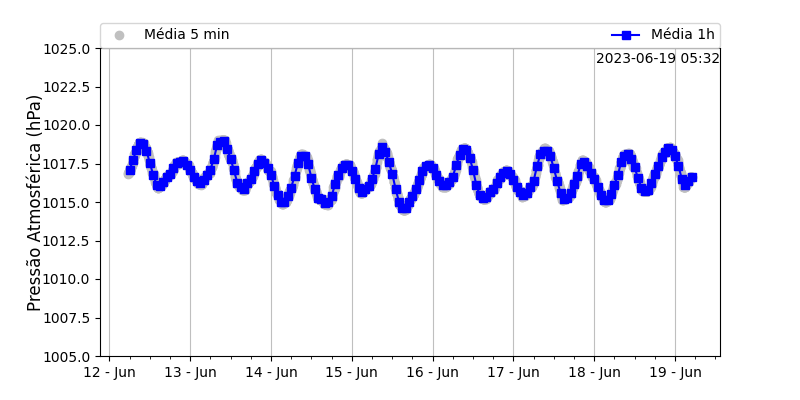 Média 5 min
Média 1h
2023-06-19 05:32
Pressão Atmosférica (hPa)
1025.0
1022.5
1020.0
1017.5
1015.0
1012.5
1010.0
1007.5
1005.0
12 - Jun
13 - Jun
14 - Jun
15 - Jun
16 - Jun
17 - Jun
18 - Jun
19 - Jun